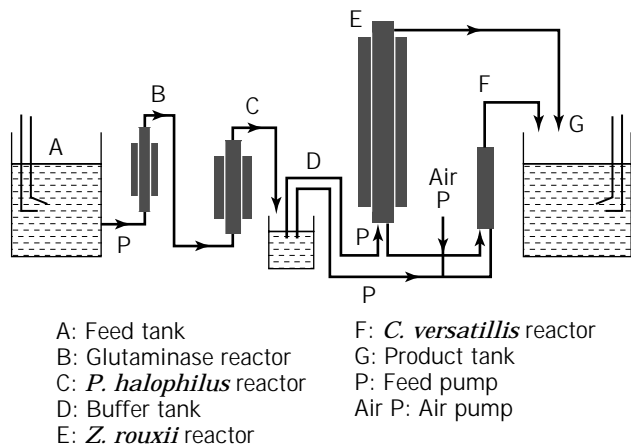 E
B
C
F
A
D
G
Air
P
P
P
P
A: Feed tank
B: Glutaminase reactor
C: P. halophilus reactor
D: Buffer tank
E: Z. rouxii reactor
F: C. versatillis reactor
G: Product tank
P: Feed pump
Air P: Air pump